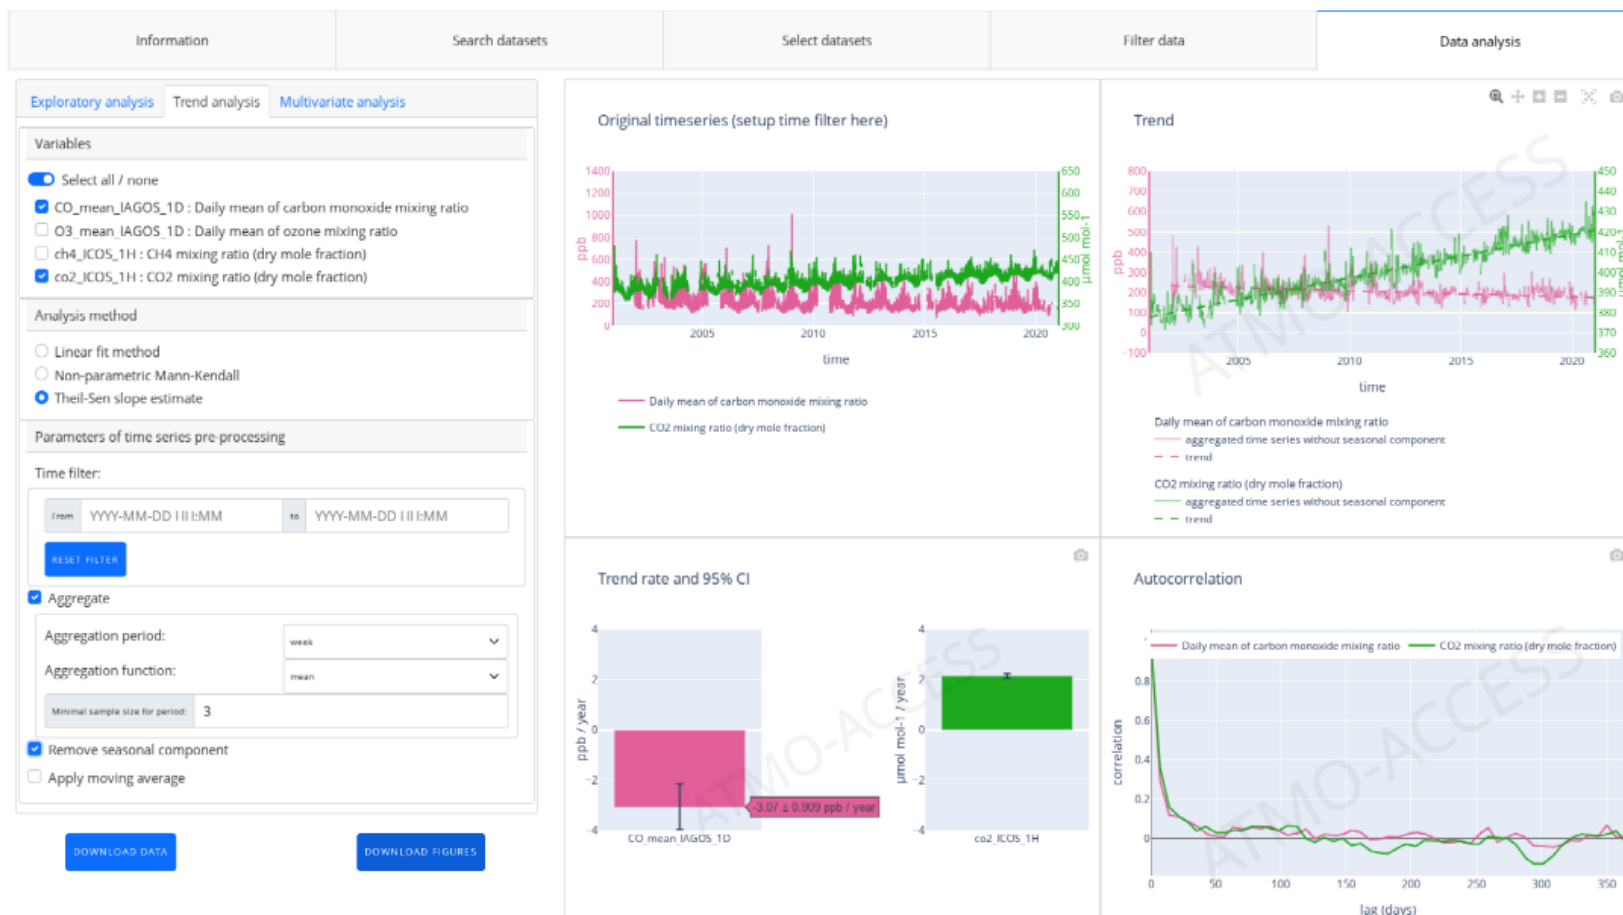 Information
Search datasets
Select datasets
Filter data
Data analysis
Exploratory analysis
Trend analysis
Multivariate analysis
Variables
Select all / none
CO_mean_IAGOS_1D : Daily mean of carbon monoxide mixing ratio
O3_mean_IAGOS_1D : Daily mean of ozone mixing ratio
ch4_ICOS_1H : CH4 mixing ratio (dry mole fraction)
co2_ICOS_1H : CO2 mixing ratio (dry mole fraction)
Analysis method
Linear fit method
Non-parametric Mann-Kendall
Theil-Sen slope estimate
Parameters of time series pre-processing
Time filter:
From
YYYY-MM-DD HH:MM
to
YYYY-MM-DD HH:MM
RESET FILTER
Aggregate
Aggregation period:
week
Aggregation function:
mean
Minimal sample size for period:
3
Remove seasonal component
Apply moving average
DOWNLOAD DATA
DOWNLOAD FIGURES
Original timeseries (setup time filter here)
1400
1200
1000
800
600
400
200
0
ppb
650
600
550
500
450
400
350
300
µmol mol-1
2005
2010
2015
2020
time
Daily mean of carbon monoxide mixing ratio
CO2 mixing ratio (dry mole fraction)
Trend
800
700
600
500
400
300
200
100
0
−100
ppb
450
440
430
420
410
400
390
380
370
360
µmol mol-1
2005
2010
2015
2020
time
Daily mean of carbon monoxide mixing ratio
aggregated time series without seasonal component
trend
CO2 mixing ratio (dry mole fraction)
aggregated time series without seasonal component
trend
ATMO-ACCESS
Trend rate and 95% CI
4
2
0
−2
−4
ppb / year
CO_mean_IAGOS_1D
-3.07 ± 0.909 ppb / year
4
2
0
−2
−4
µmol mol-1 / year
co2_ICOS_1H
ATMO-ACCESS
Autocorrelation
Daily mean of carbon monoxide mixing ratio
CO2 mixing ratio (dry mole fraction)
0.8
0.6
0.4
0.2
0
correlation
0
50
100
150
200
250
300
350
lag (days)
ATMO-ACCESS